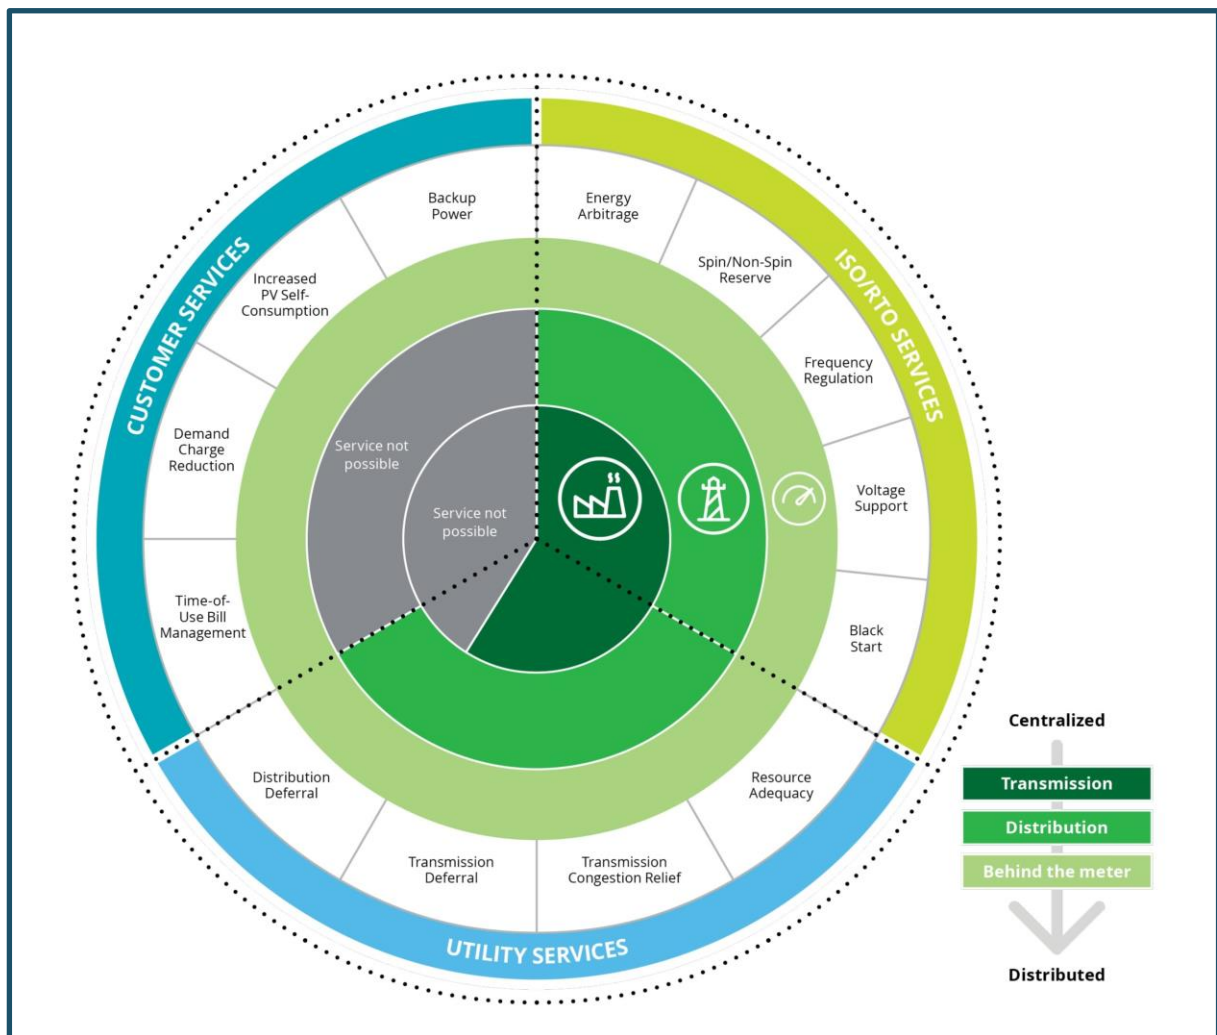 CUSTOMER SERVICES
ISO/RTO SERVICES
UTILITY SERVICES
Backup
Power
Energy
Arbitrage
Increased
PV Self-
Consumption
Spin/Non-Spin
Reserve
Frequency
Regulation
Demand
Charge
Reduction
Service not
possible
Service not
possible
Voltage
Support
Time-of-
Use Bill
Management
Black
Start
Distribution
Deferral
Resource
Adequacy
Transmission
Deferral
Transmission
Congestion Relief
Centralized
Transmission
Distribution
Behind the meter
Distributed